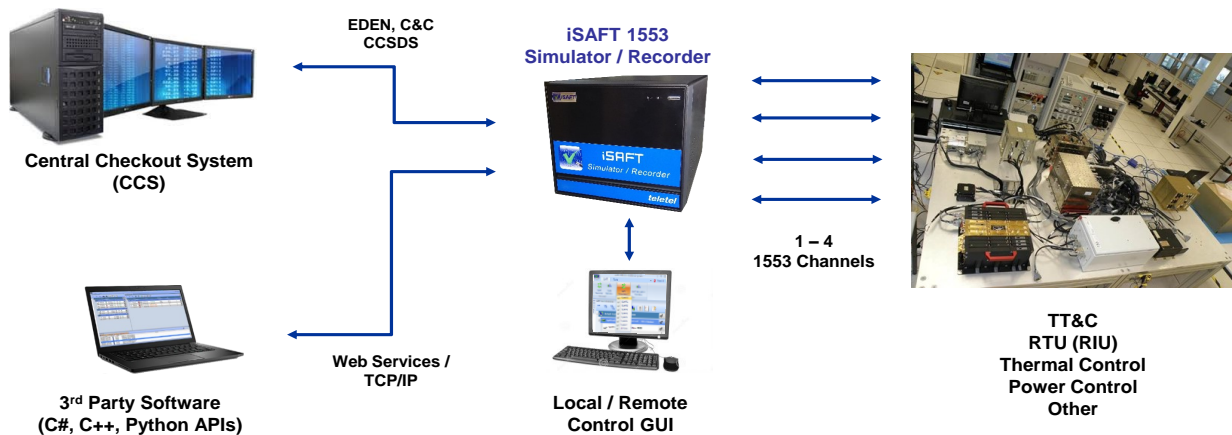 EDEN, C&C
CCSDS
iSAFT 1553
Simulator / Recorder
iSAFT
iSAFT
Simulator / Recorder
teletel
Central Checkout System
(CCS)
1 – 4
1553 Channels
Web Services /
TCP/IP
3rd Party Software
(C#, C++, Python APIs)
Local / Remote
Control GUI
TT&C
RTU (RIU)
Thermal Control
Power Control
Other